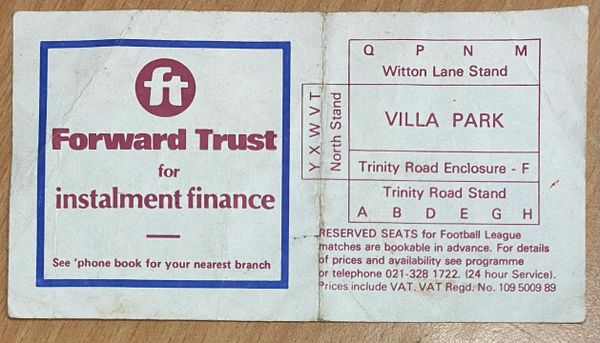 ft
Forward Trust
for
instalment finance
See 'phone book for your nearest branch
Q P N M
Witton Lane Stand
Y X W V T
North Stand
VILLA PARK
Trinity Road Enclosure - F
Trinity Road Stand
A B D E G H
RESERVED SEATS for Football League
matches are bookable in advance. For details
of prices and availability see programme
or telephone 021-328 1722. (24 hour Service).
Prices include VAT. VAT Regd. No. 109 5009 89